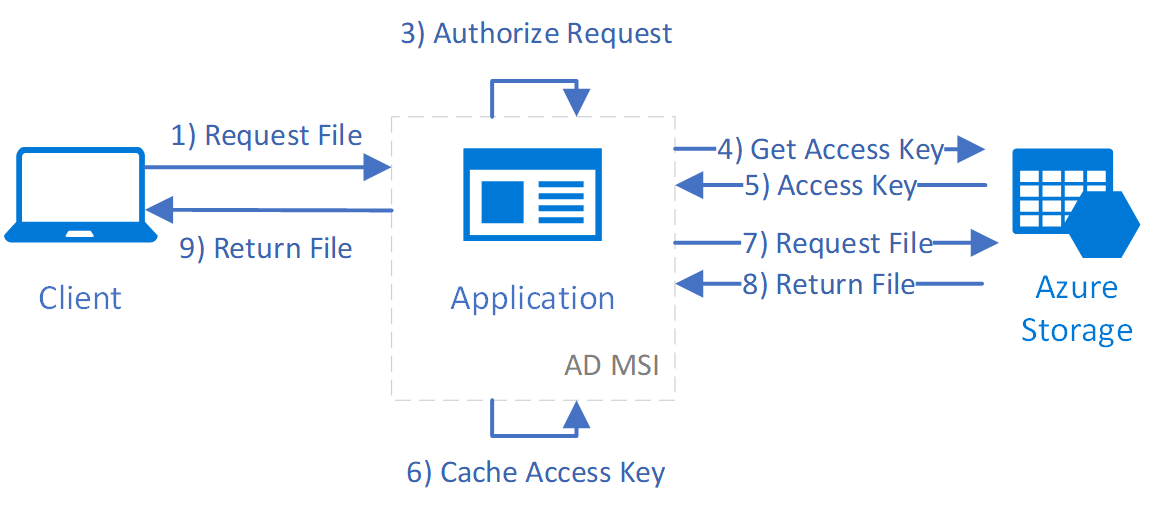 3) Authorize Request
1) Request File
4) Get Access Key
5) Access Key
7) Request File
9) Return File
8) Return File
Client
Application
Azure
Storage
AD MSI
6) Cache Access Key